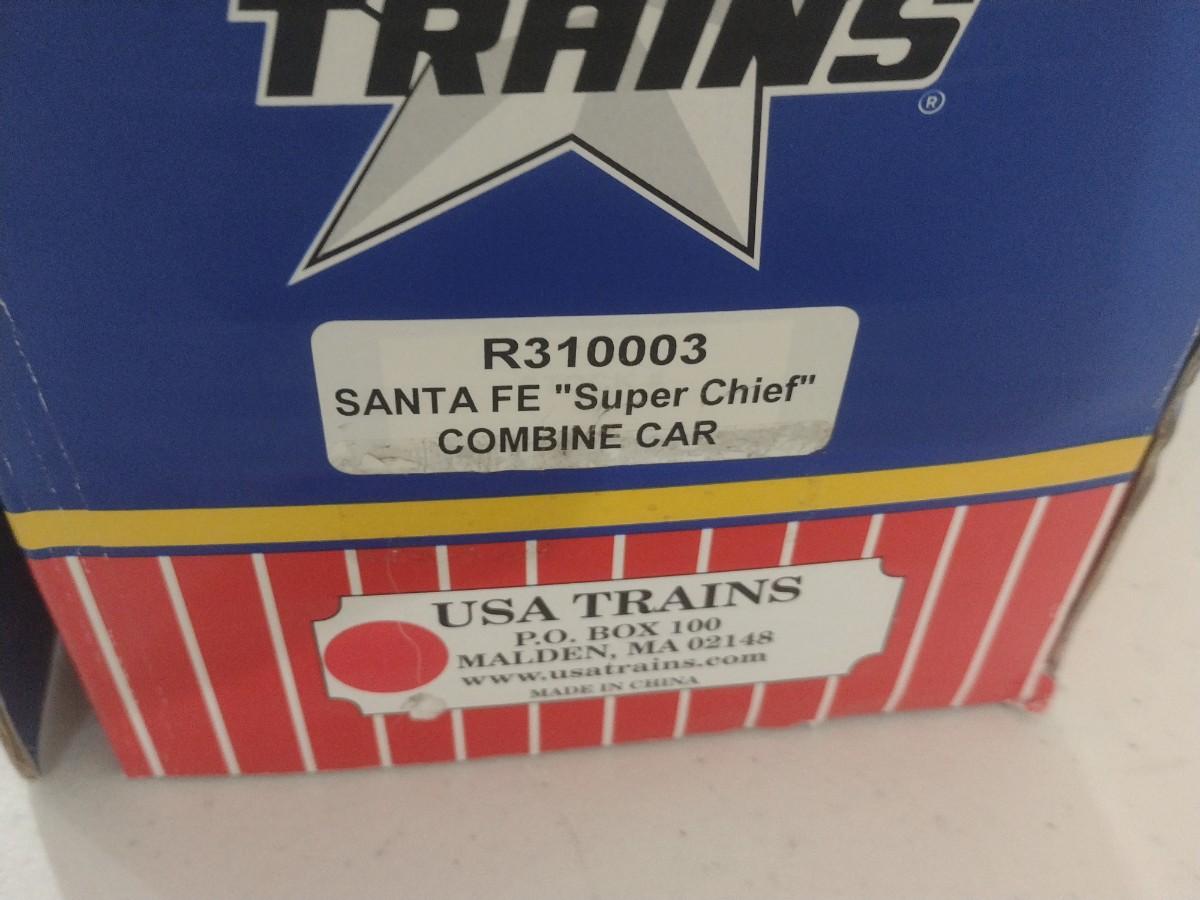 TRAINS
®
R310003
SANTA FE "Super Chief"
COMBINE CAR
USA TRAINS
P.O. BOX 100
MALDEN, MA 02148
www.usatrains.com
MADE IN CHINA